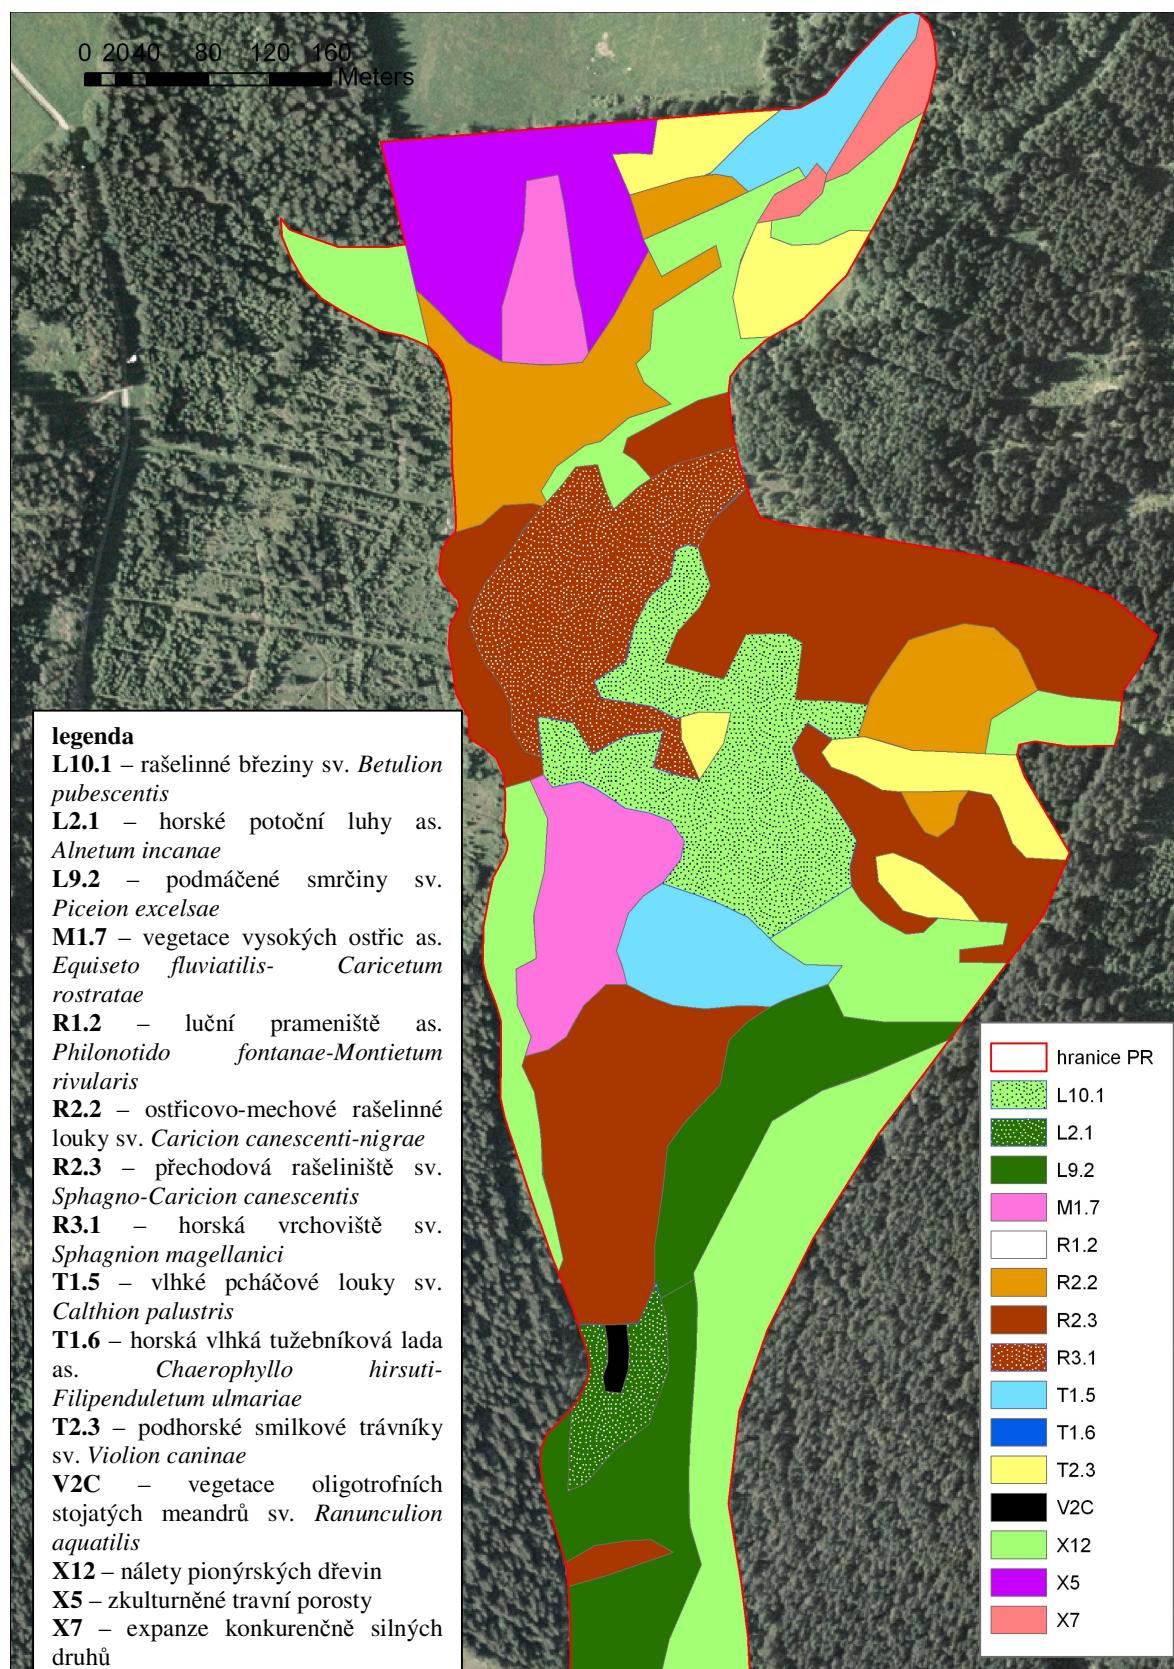 0 20 40 80 120 160
Meters
legenda
L10.1 – rašelinné březiny sv. Betulion
pubescentis
L2.1 – horské potoční luhy as.
Alnetum incanae
L9.2 – podmáčené smrčiny sv.
Piceion excelsae
M1.7 – vegetace vysokých ostřic as.
Equiseto fluviatilis- Caricetum
rostratae
R1.2 – luční prameniště as.
Philonotido fontanae-Montietum
rivularis
R2.2 – ostřicovo-mechové rašelinné
louky sv. Caricion canescenti-nigrae
R2.3 – přechodová rašeliniště sv.
Sphagno-Caricion canescentis
R3.1 – horská vrchoviště sv.
Sphagnion magellanici
T1.5 – vlhké pcháčové louky sv.
Calthion palustris
T1.6 – horská vlhká tužebníková lada
as. Chaerophyllo hirsuti-
Filipenduletum ulmariae
T2.3 – podhorské smilkové trávníky
sv. Violion caninae
V2C – vegetace oligotrofních
stojatých meandrů sv. Ranunculion
aquatilis
X12 – nálety pionýrských dřevin
X5 – zkulturněné travní porosty
X7 – expanze konkurenčně silných
druhů
hranice PR
L10.1
L2.1
L9.2
M1.7
R1.2
R2.2
R2.3
R3.1
T1.5
T1.6
T2.3
V2C
X12
X5
X7